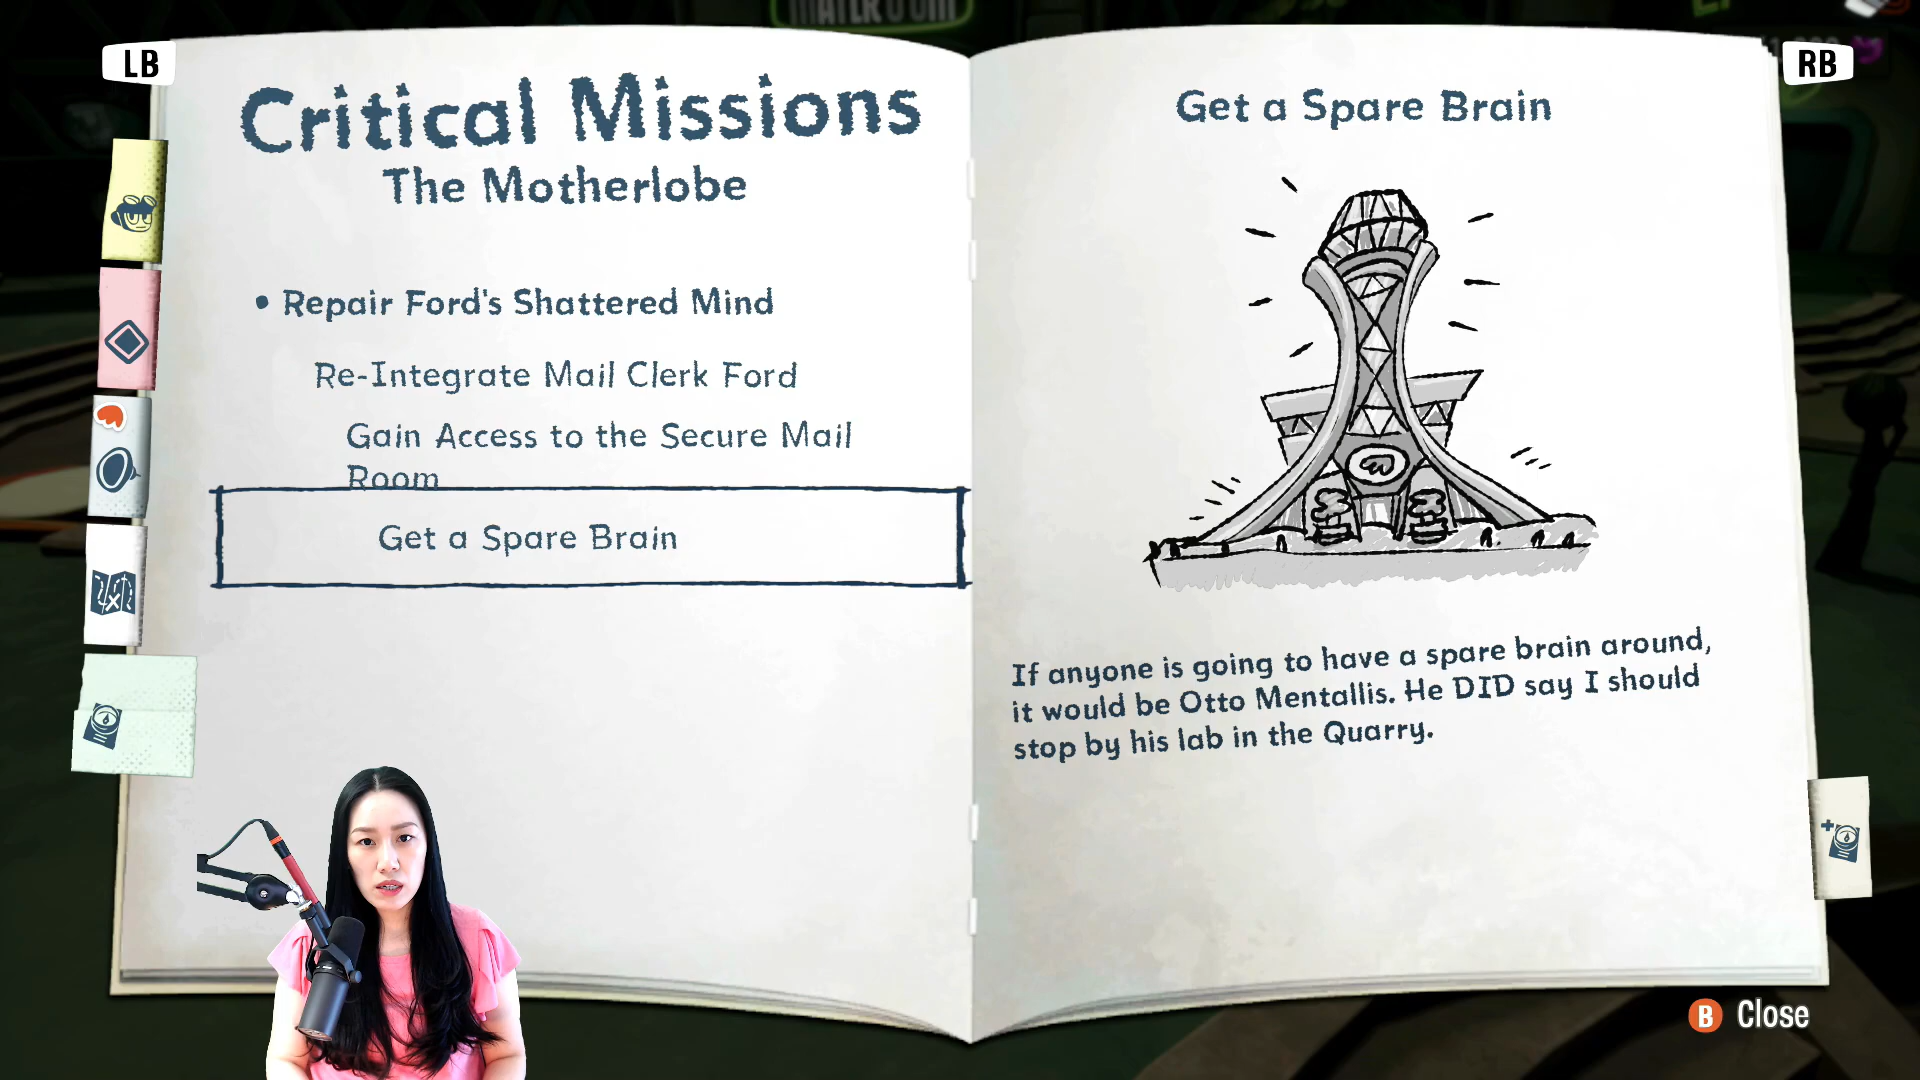 MAILROOM
LB
RB
Critical Missions
The Motherlobe
• Repair Ford's Shattered Mind
Re-Integrate Mail Clerk Ford
Gain Access to the Secure Mail
Room
Get a Spare Brain
Get a Spare Brain
If anyone is going to have a spare brain around,
it would be Otto Mentallis. He DID say I should
stop by his lab in the Quarry.
B Close